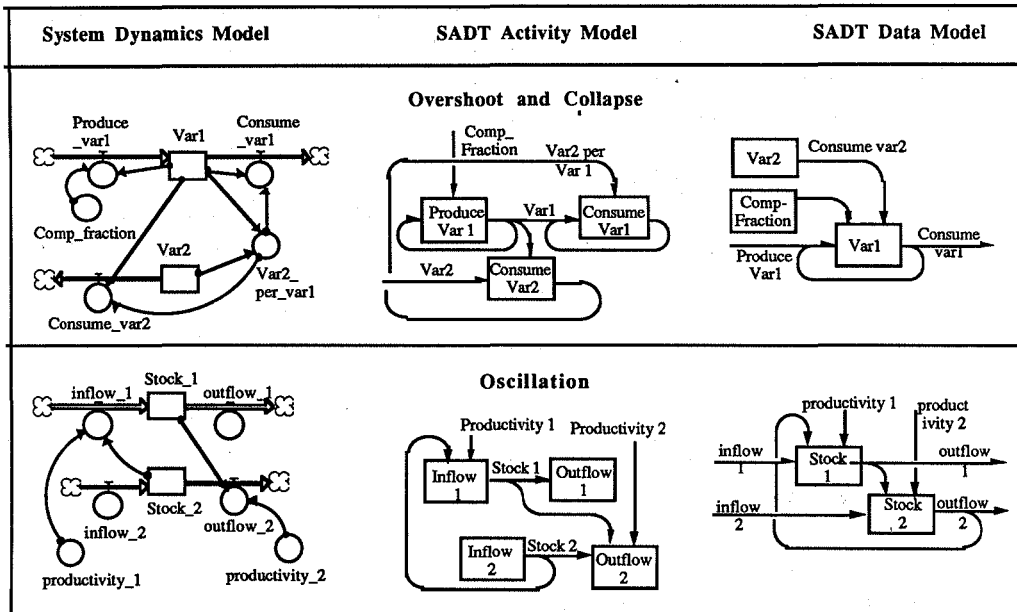 System Dynamics Model
SADT Activity Model
SADT Data Model
Overshoot and Collapse
Produce
_var1
Var1
Consume
_var1
Comp_fraction
Var2
Var2_
per_var1
Consume_var2
Comp_
Fraction
Var2 per
Var 1
Produce
Var 1
Var1
Consume
Var1
Var2
Consume
Var2
Var2
Consume var2
Comp-
Fraction
Var1
Produce
Var1
Consume
var1
Oscillation
inflow_1
Stock_1
outflow_1
Stock_2
inflow_2
outflow_2
productivity_1
productivity_2
Productivity 1
Productivity 2
Inflow
1
Stock 1
Outflow
1
Inflow
2
Stock 2
Outflow
2
productivity 1
product
ivity 2
inflow
1
Stock
1
outflow
1
inflow
2
Stock
2
outflow
2